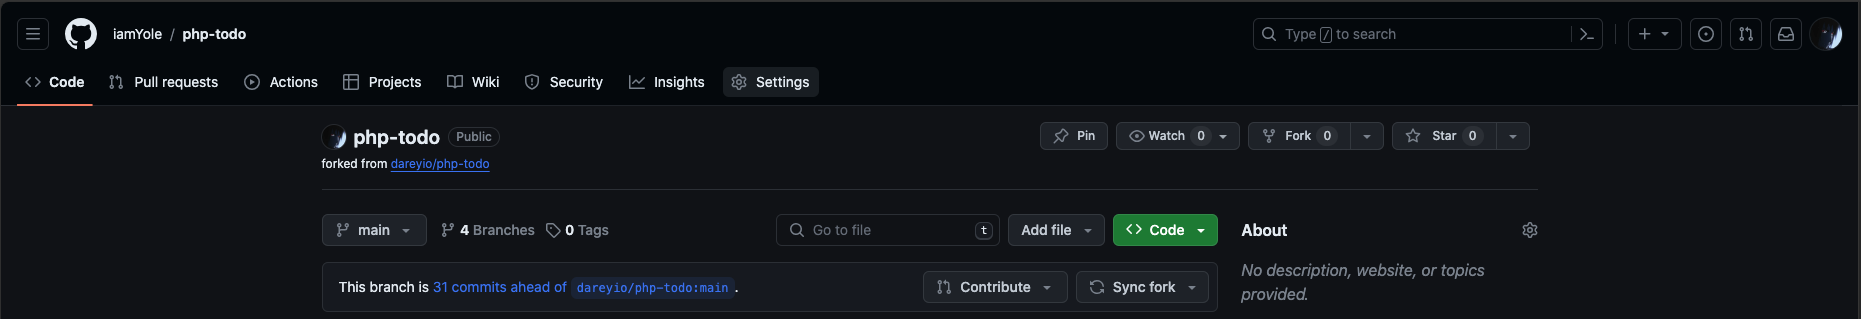 iamYole / php-todo
Type / to search
Code Pull requests Actions Projects Wiki Security Insights Settings
php-todo Public
Pin Watch 0 Fork 0 Star 0
forked from dareyio/php-todo
main 4 Branches 0 Tags Go to file t Add file Code
About
No description, website, or topics
provided.
This branch is 31 commits ahead of dareyio/php-todo:main . Contribute Sync fork